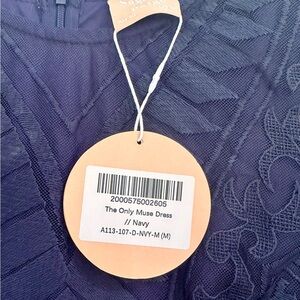 2000575002605
The Only Muse Dress
// Navy
A113-107-D-NVY-M (M)